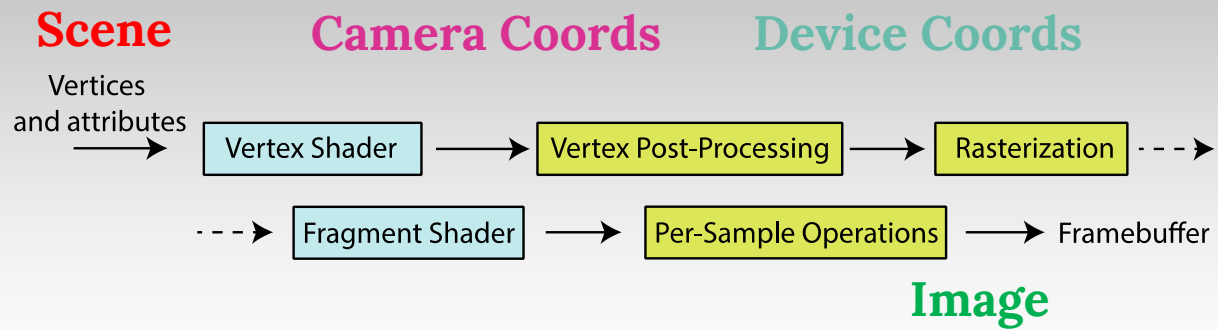 Scene
Camera Coords
Device Coords
Vertices
and attributes
Vertex Shader
Vertex Post-Processing
Rasterization
Fragment Shader
Per-Sample Operations
Framebuffer
Image